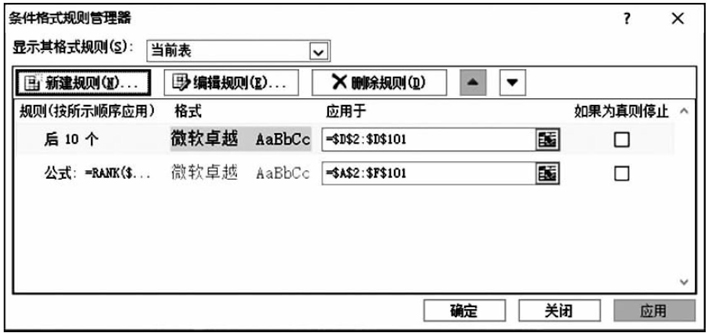 条件格式规则管理器 ? ×
显示其格式规则(S): 当前表
新建规则(N)... 编辑规则(E)... 删除规则(D)
规则(按所示顺序应用) 格式 应用于 如果为真则停止
后 10 个 微软卓越 AaBbCc =$D$2:$D$101
公式: =RANK($... 微软卓越 AaBbCc =$A$2:$F$101
确定 关闭 应用